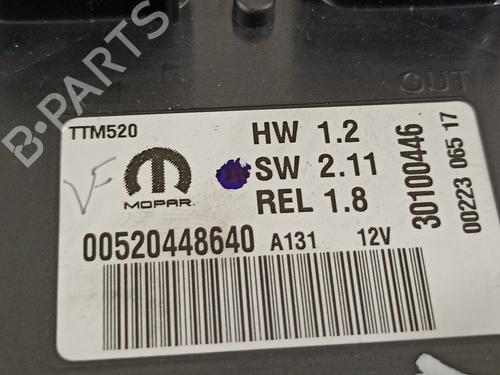 B-PARTS
OUT
TTM520
HW 1.2
SW 2.11
REL 1.8
MOPAR
00520448640 A131 12V
30100446
00223 065 17